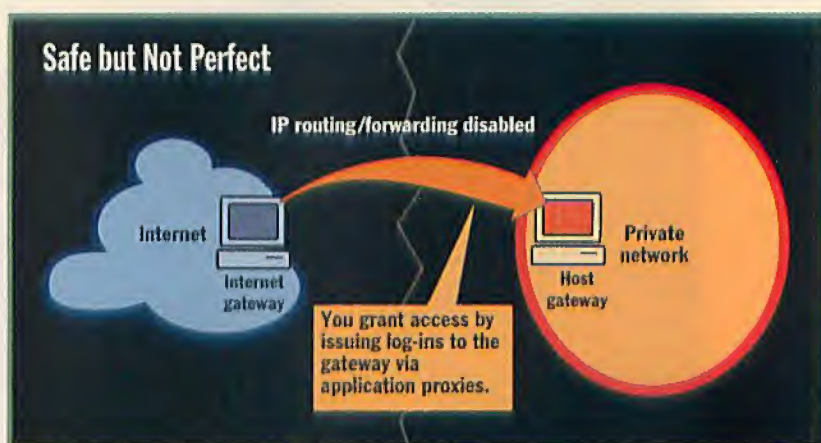 Safe but Not Perfect
IP routing/forwarding disabled
Internet
Internet
gateway
Private
network
Host
gateway
You grant access by
issuing log-ins to the
gateway via
application proxies.